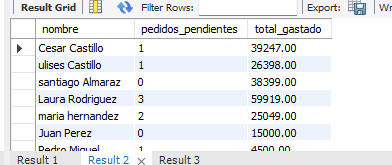 Result Grid Filter Rows: Export:
nombre pedidos_pendientes total_gastado
Cesar Castillo 1 39247.00
ulises Castillo 1 26398.00
santiago Almaraz 0 38399.00
Laura Rodriguez 3 59919.00
maria hernandez 2 25049.00
Juan Perez 0 15000.00
Pedro Miguel 1 4500.00
Result 1 Result 2 Result 3